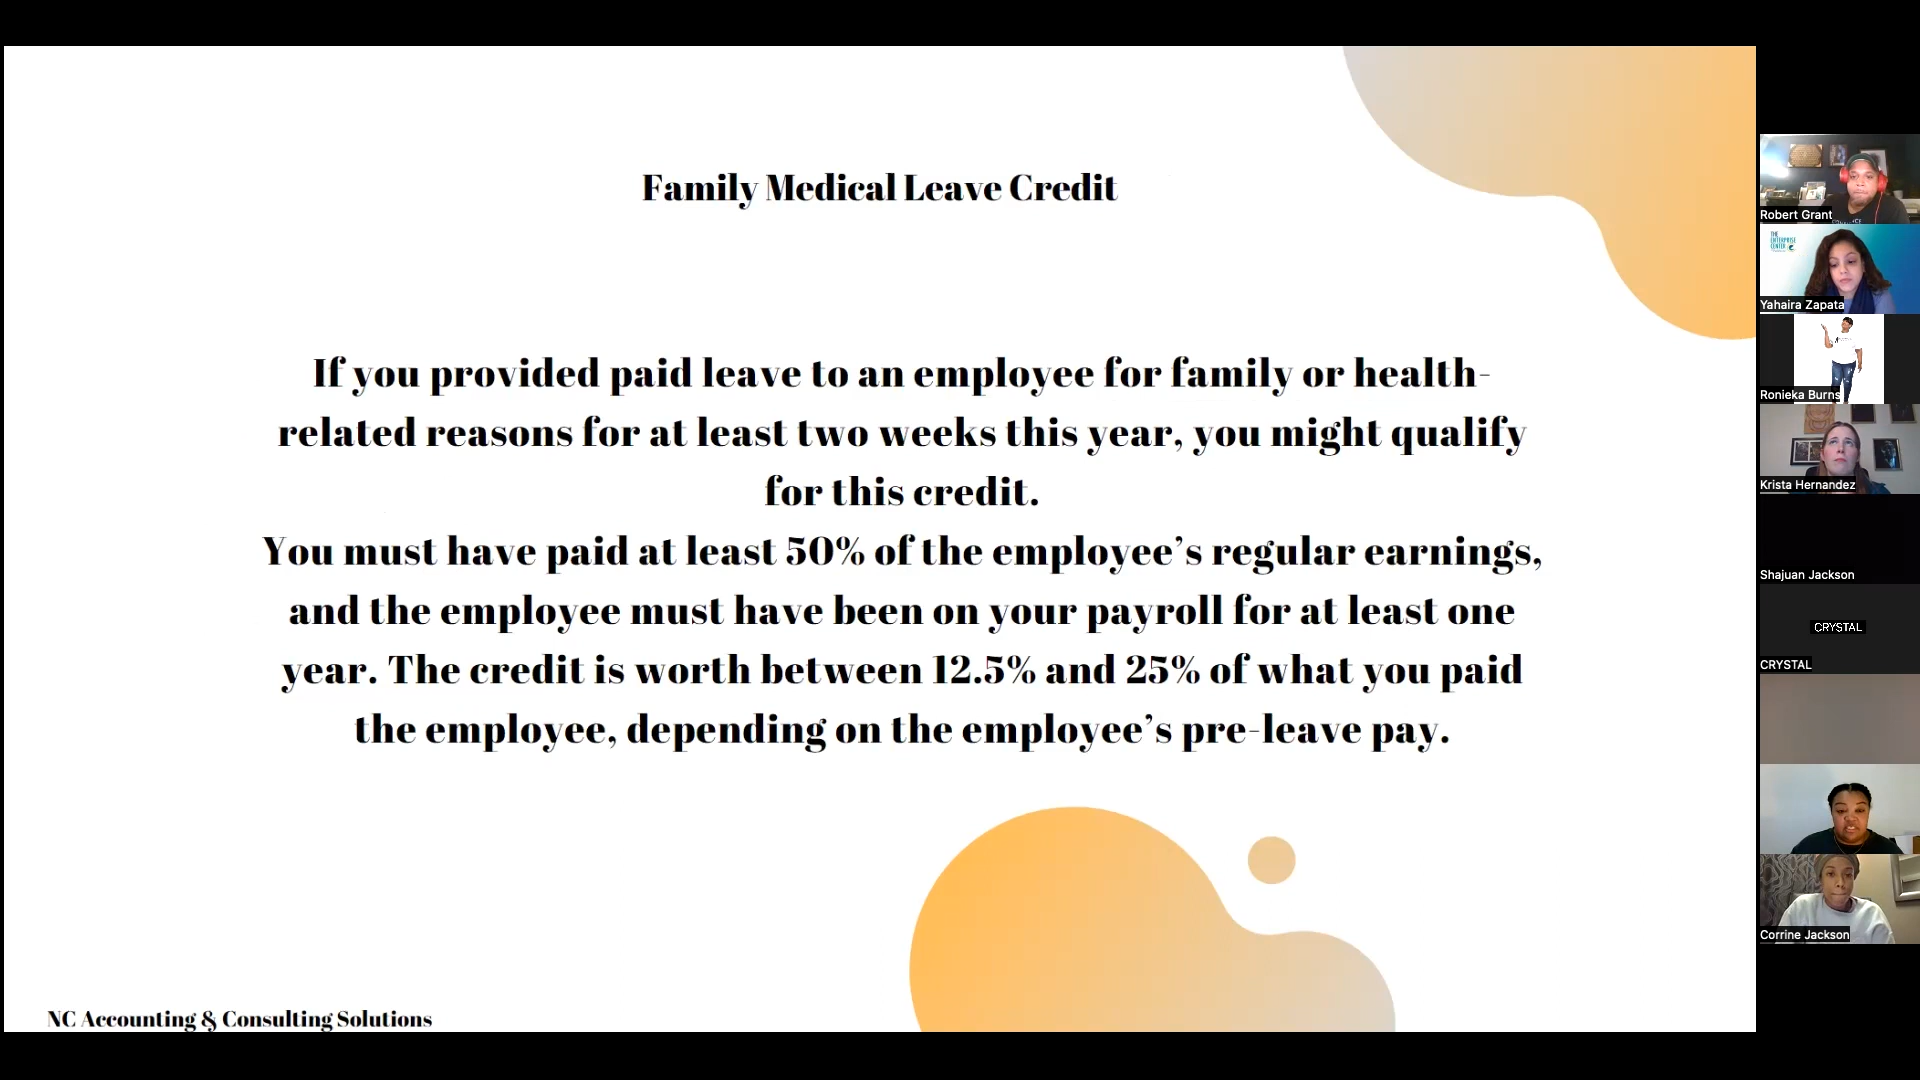 Family Medical Leave Credit
If you provided paid leave to an employee for family or health-
related reasons for at least two weeks this year, you might qualify
for this credit.
You must have paid at least 50% of the employee’s regular earnings,
and the employee must have been on your payroll for at least one
year. The credit is worth between 12.5% and 25% of what you paid
the employee, depending on the employee’s pre-leave pay.
NC Accounting & Consulting Solutions
Robert Grant
THE
ENTERPRISE
CENTER
Yahaira Zapata
Ronieka Burns
Krista Hernandez
Shajuan Jackson
CRYSTAL
CRYSTAL
Corrine Jackson